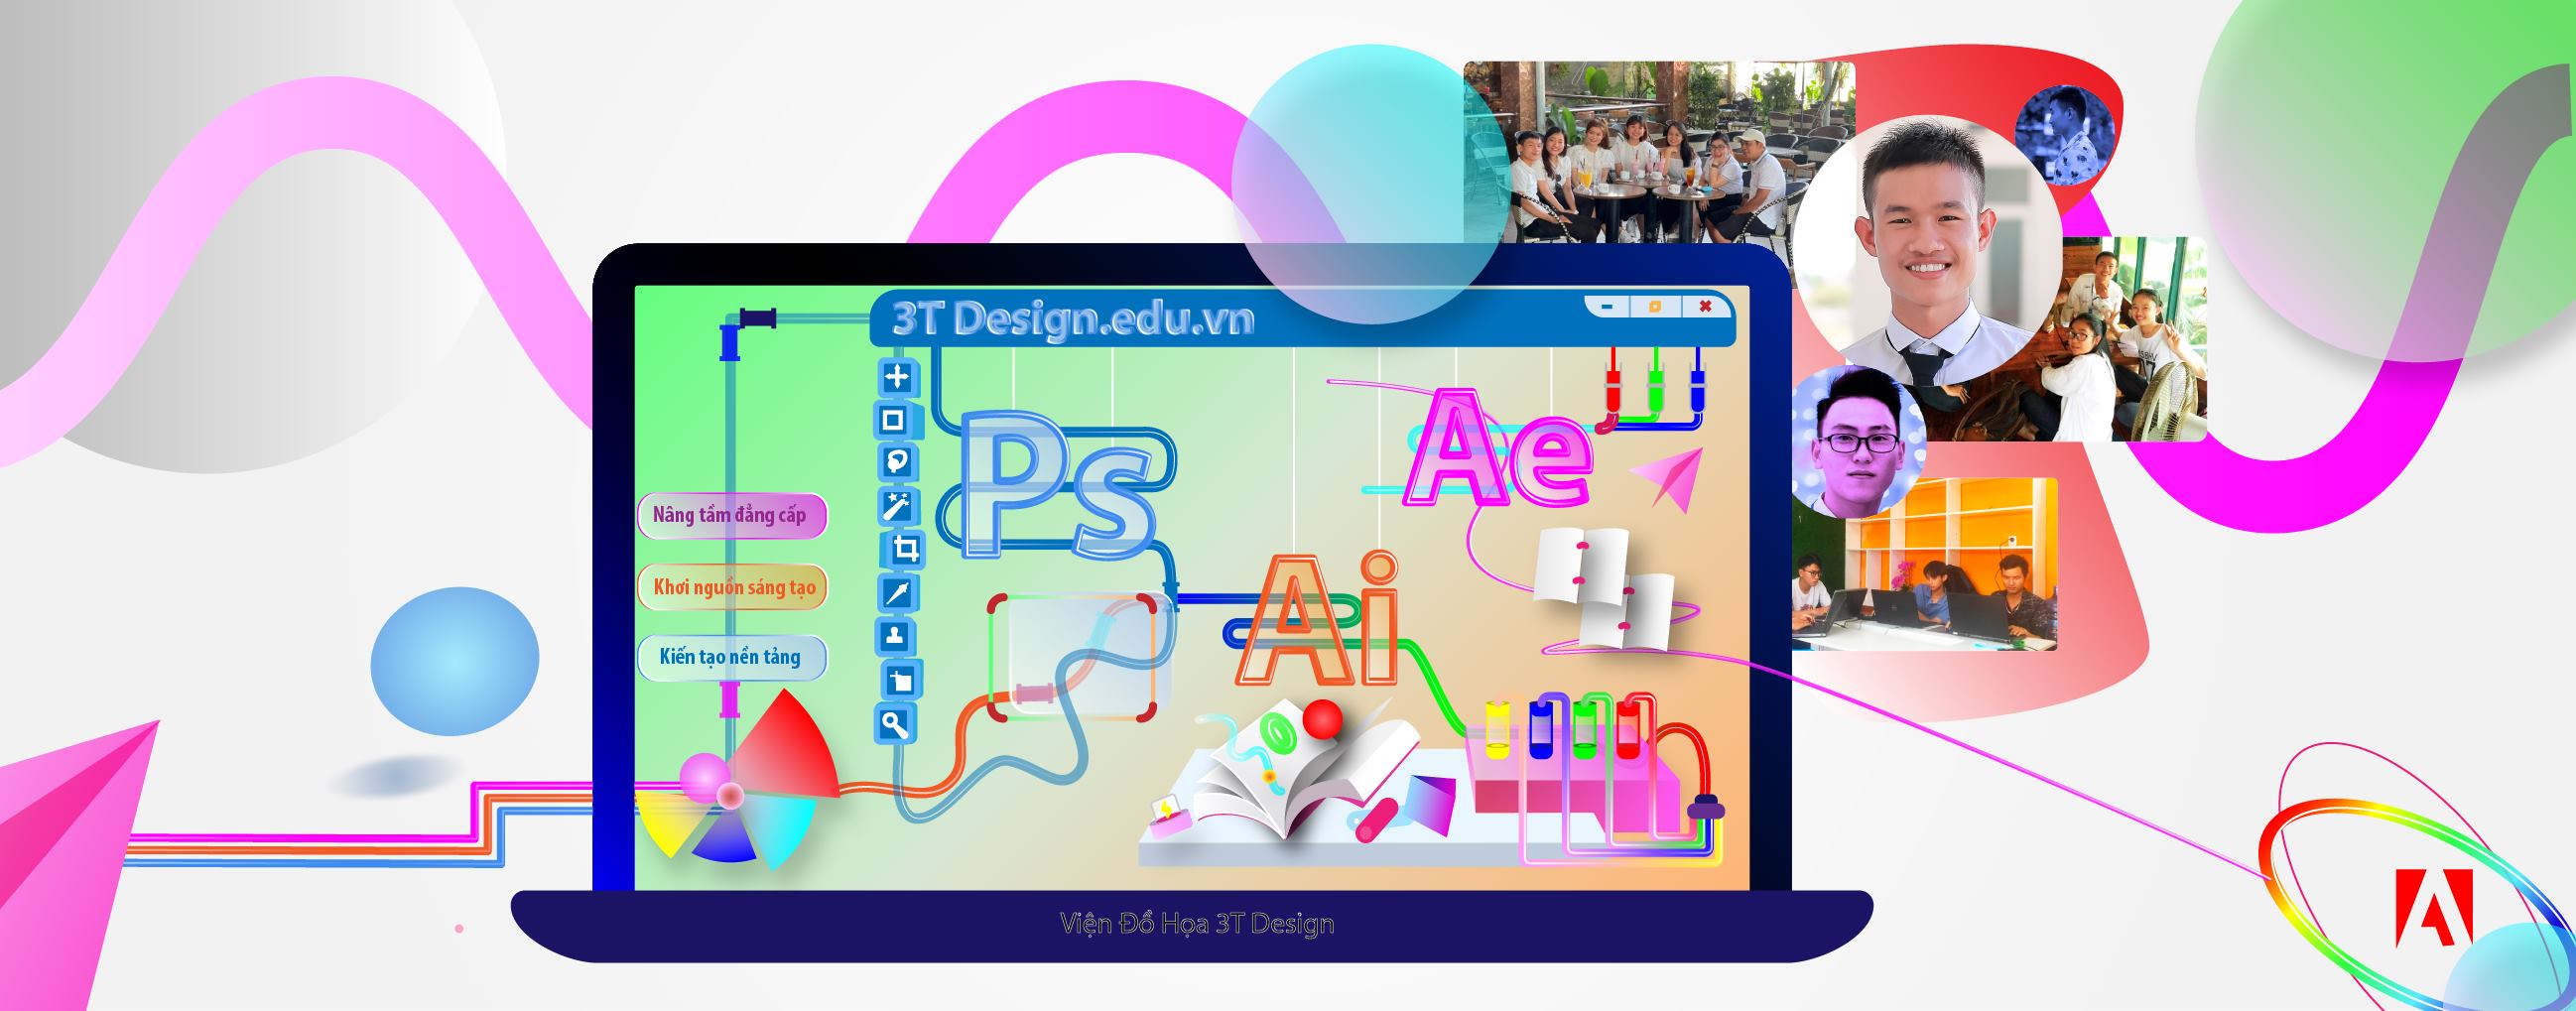 3T Design.edu.vn
Ps
Ae
Nâng tầm đẳng cấp
Khơi nguồn sáng tạo
Ai
Kiến tạo nền tảng
Viện Đồ Họa 3T Design